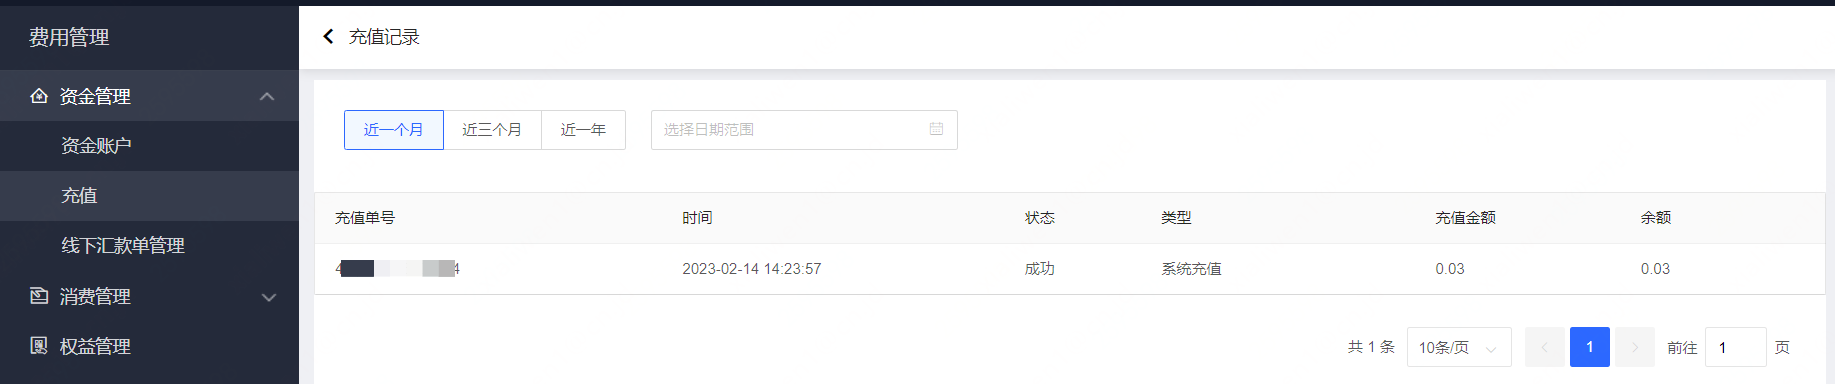 费用管理
资金管理
资金账户
充值
线下汇款单管理
消费管理
权益管理
充值记录
近一个月 近三个月 近一年 选择日期范围
充值单号 时间 状态 类型 充值金额 余额
2023-02-14 14:23:57 成功 系统充值 0.03 0.03
共 1 条 10条/页 1 前往 1 页